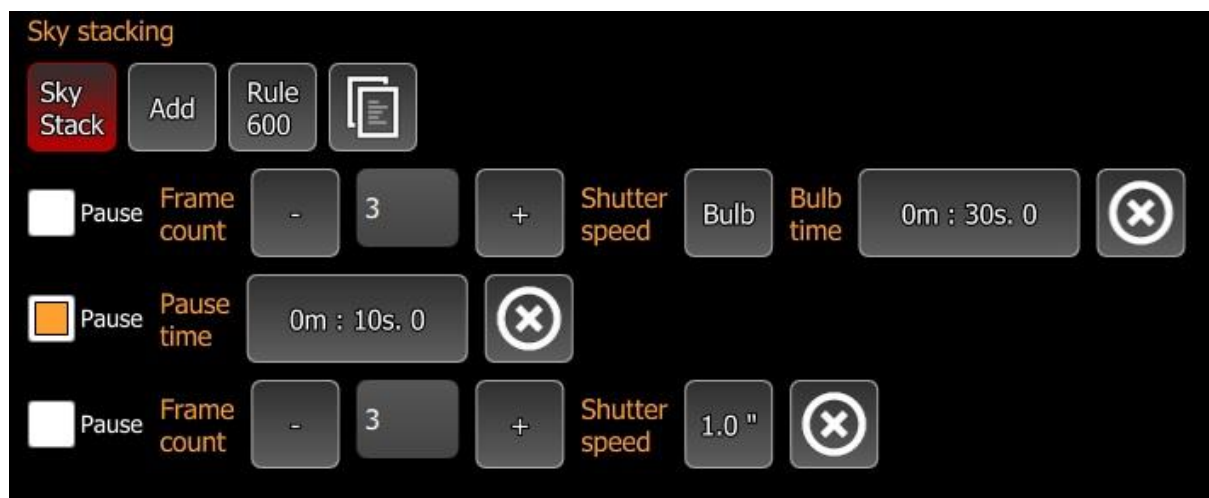 Sky stacking
Sky Stack Add Rule 600
Pause Frame count - 3 + Shutter speed Bulb Bulb time 0m : 30s. 0
Pause Pause time 0m : 10s. 0
Pause Frame count - 3 + Shutter speed 1.0 "